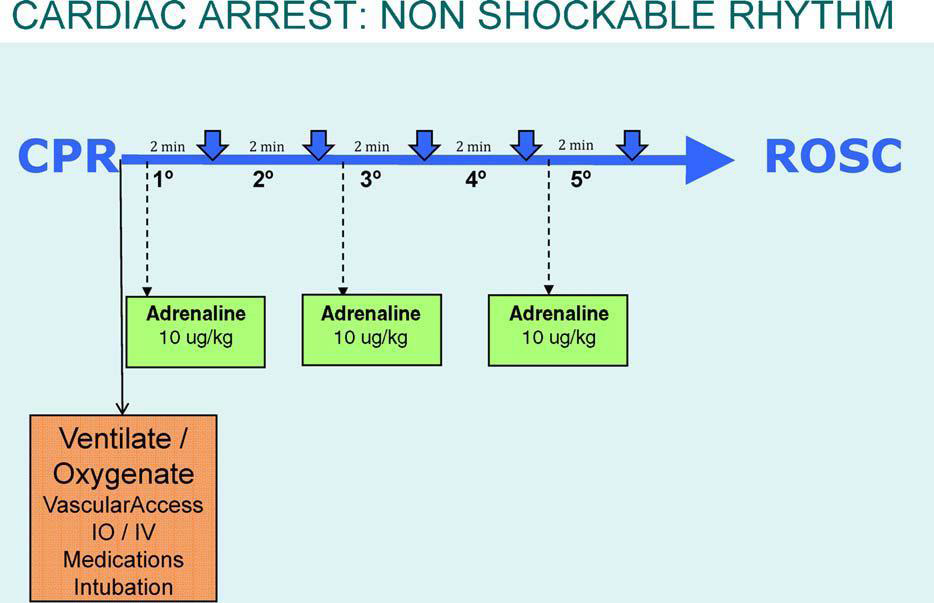 CARDIAC ARREST: NON SHOCKABLE RHYTHM
CPR
2 min
2 min
2 min
2 min
2 min
ROSC
1º
2º
3º
4º
5º
Adrenaline
10 ug/kg
Adrenaline
10 ug/kg
Adrenaline
10 ug/kg
Ventilate /
Oxygenate
VascularAccess
IO / IV
Medications
Intubation